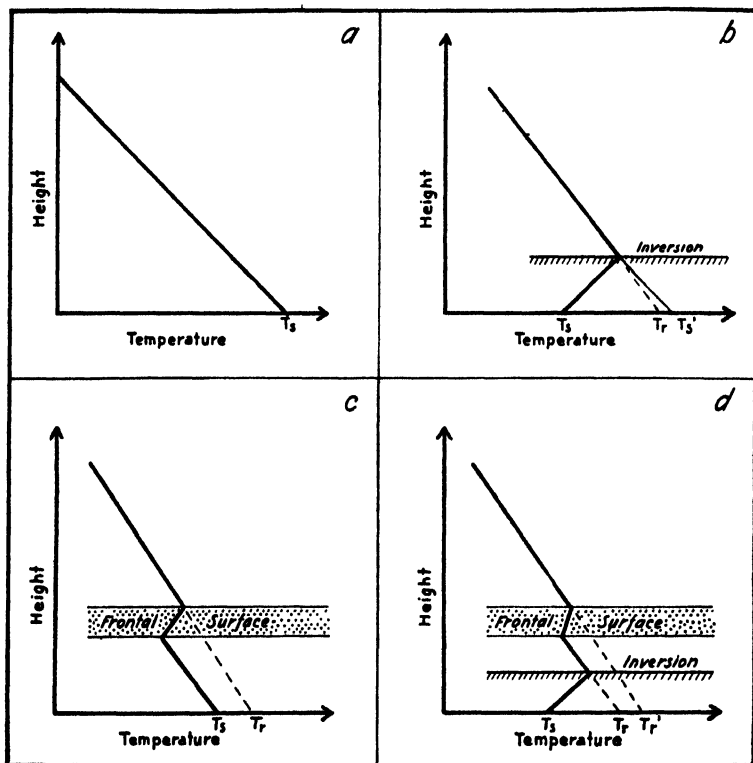 a
Height
Ts
Temperature
b
Height
Inversion
Ts Tr Ts'
Temperature
c
Height
Frontal Surface
Ts Tr
Temperature
d
Height
Frontal Surface
Inversion
Ts Tr Tr'
Temperature